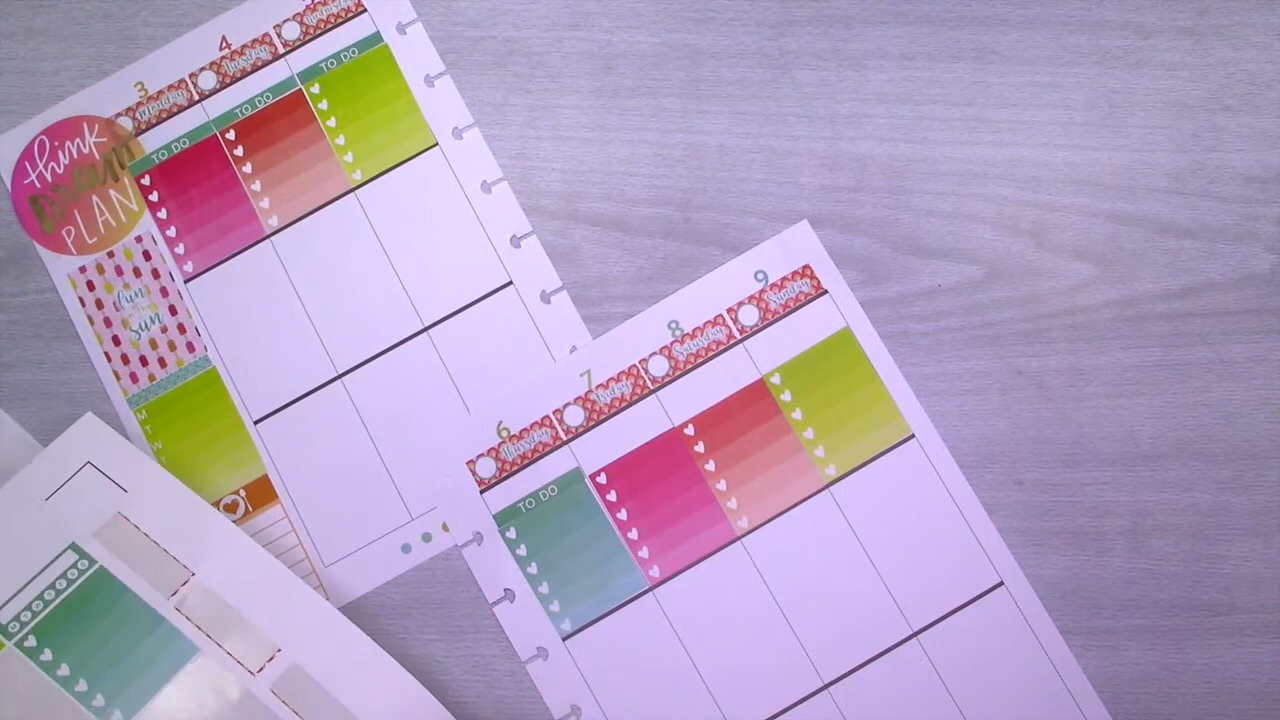 3
Monday
4
Tuesday
TO DO
TO DO
TO DO
think
Dream
PLAN
fun
sun
M
T
W
6
Thursday
7
Friday
8
Saturday
9
Sunday
TO DO